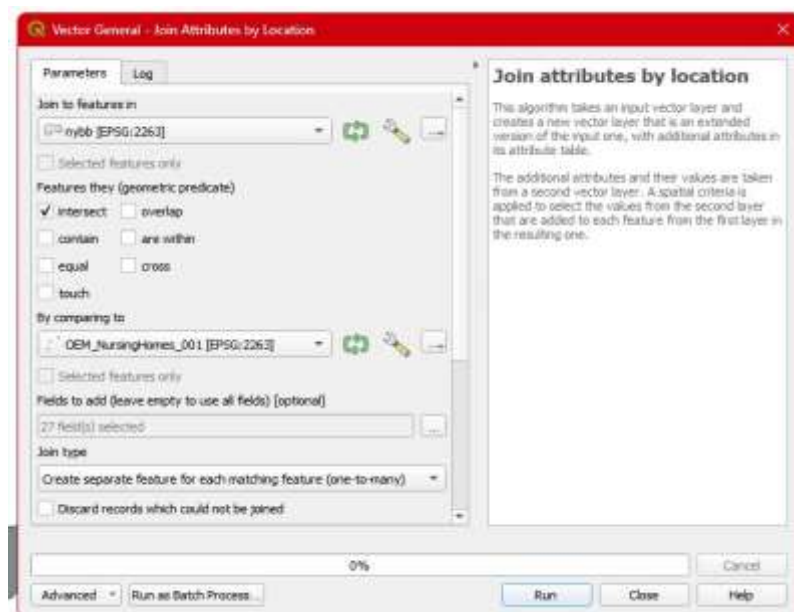 Vector General - Join Attributes by Location
Parameters Log
Join to features in
nybb [EPSG:2263]
Selected features only
Features they (geometric predicate)
intersect overlap
contain are within
equal cross
touch
By comparing to
OEM_NursingHomes_001 [EPSG:2263]
Selected features only
Fields to add (leave empty to use all fields) [optional]
27 field(s) selected
...
Join type
Create separate feature for each matching feature (one-to-many)
Discard records which could not be joined
Join attributes by location
This algorithm takes an input vector layer and
creates a new vector layer that is an extended
version of the input one, with additional attributes in
its attribute table.
The additional attributes and their values are taken
from a second vector layer. A spatial criteria is
applied to select the values from the second layer
that are added to each feature from the first layer in
the resulting one.
0%
Cancel
Advanced Run as Batch Process...
Run Close Help